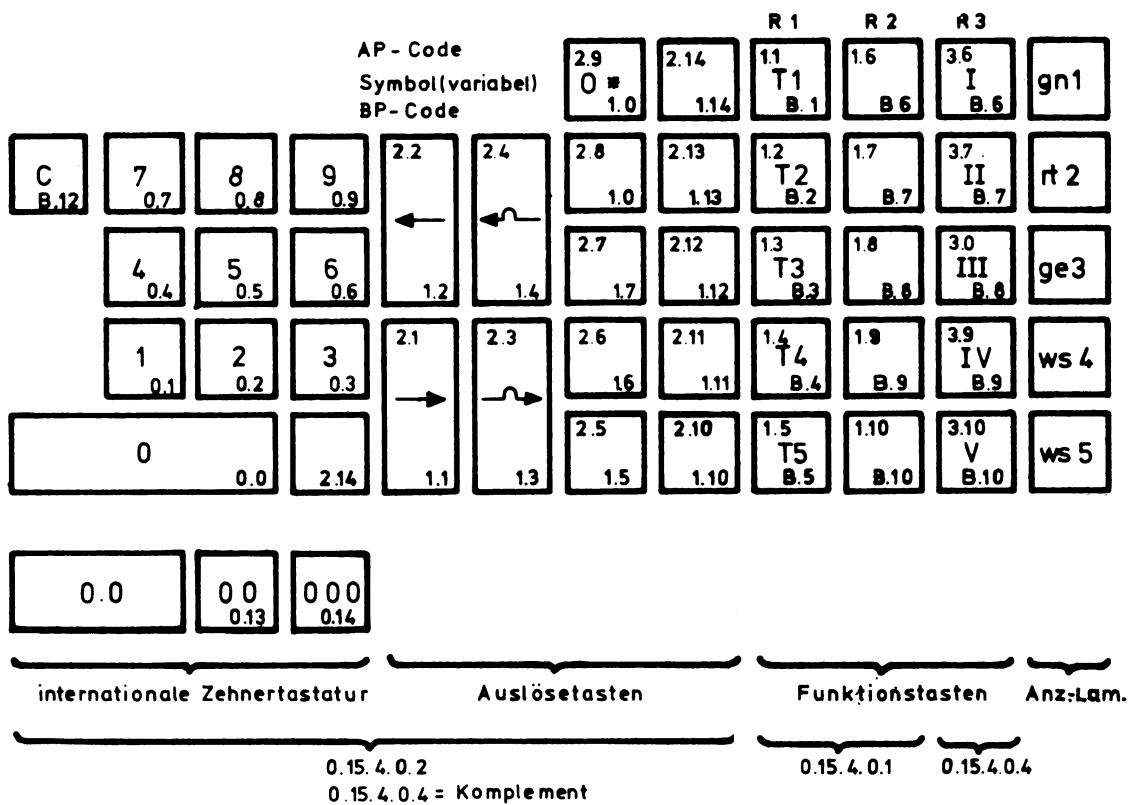 R 1 R 2 R 3
AP-Code
Symbol(variabel)
BP-Code
2.9 2.14 1.1 1.6 3.6
O * T1 I gn1
1.0 1.14 B.1 B 6 B.6
2.2 2.4 2.8 2.13 1.2 1.7 3.7
C 7 8 9 T2 II rt 2
B.12 0.7 0.8 0.9 1.0 1.13 B.2 B.7 B.7
2.7 2.12 1.3 1.8 3.0
4 5 6 T3 III ge3
0.4 0.5 0.6 1.2 1.4 1.7 1.12 B.3 B.8 B.8
2.1 2.3 2.6 2.11 1.4 1.9 3.9
1 2 3 T4 IV ws 4
0.1 0.2 0.3 1.6 1.11 B.4 B.9 B.9
2.5 2.10 1.5 1.10 3.10
0 T5 V ws 5
0.0 2.14 1.1 1.3 1.5 1.10 B.5 B.10 B.10
0.0 00 000
0.13 0.14
internationale Zehnertastatur Auslösetasten Funktionstasten Anz-Lam.
0.15.4.0.2 0.15.4.0.1 0.15.4.0.4
0.15.4.0.4 = Komplement